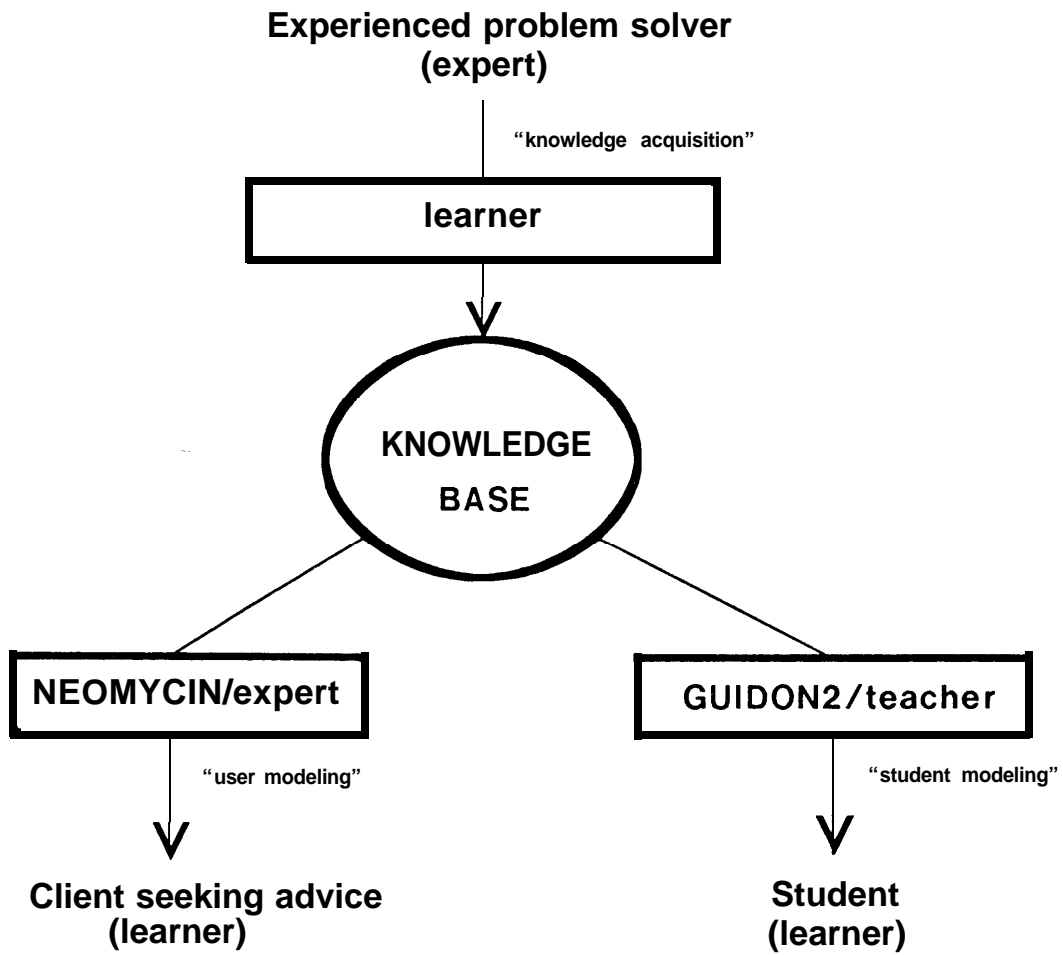 Experienced problem solver
(expert)
“knowledge acquisition”
learner
KNOWLEDGE
BASE
NEOMYCIN/expert
GUIDON2/teacher
“user modeling”
“student modeling”
Client seeking advice
(learner)
Student
(learner)